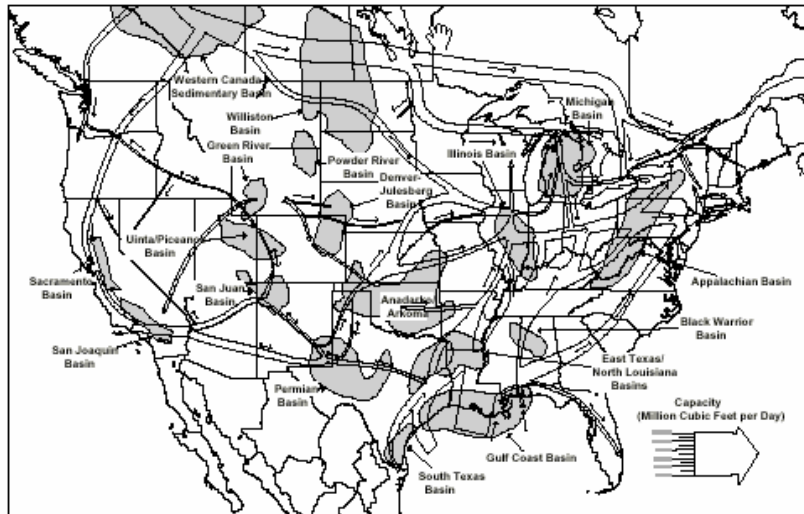 Western Canada
Sedimentary Basin
Williston
Basin
Green River
Basin
Powder River
Basin
Denver-
Julesberg
Basin
Michigan
Basin
Illinois Basin
Uinta/Piceance
Basin
San Juan
Basin
Anadarko/
Arkoma
Sacramento
Basin
San Joaquin
Basin
Permian
Basin
Appalachian Basin
Black Warrior
Basin
East Texas/
North Louisiana
Basins
Gulf Coast Basin
South Texas
Basin
Capacity
(Million Cubic Feet per Day)